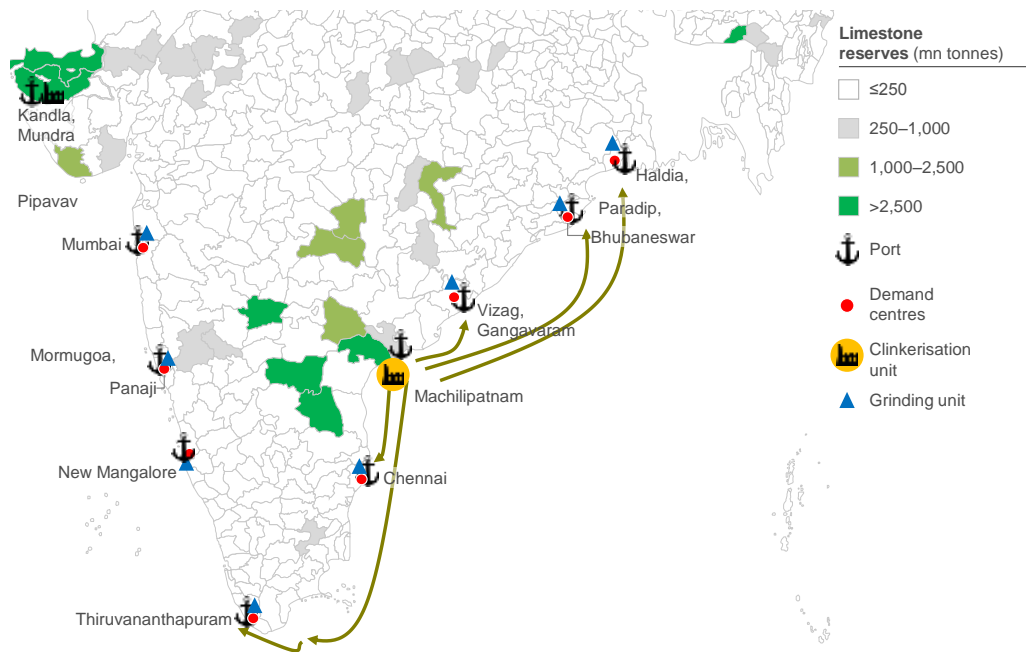 Kandla,
Mundra
Pipavav
Mumbai
Mormugoa,
Panaji
New Mangalore
Thiruvananthapuram
Chennai
Machilipatnam
Vizag,
Gangavaram
Paradip,
Bhubaneswar
Haldia,
Limestone
reserves (mn tonnes)
≤250
250–1,000
1,000–2,500
>2,500
Port
Demand
centres
Clinkerisation
unit
Grinding unit